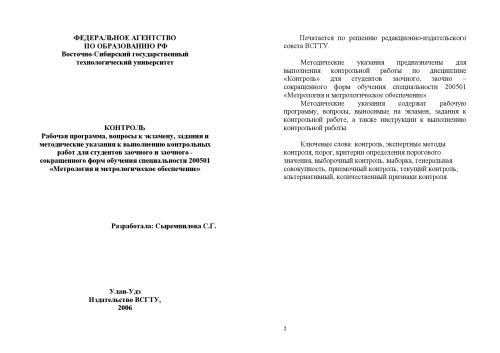 ФЕДЕРАЛЬНОЕ АГЕНТСТВО
ПО ОБРАЗОВАНИЮ РФ
Восточно-Сибирский государственный
технологический университет
КОНТРОЛЬ
Рабочая программа, вопросы к экзамену, задания и
методические указания к выполнению контрольных
работ для студентов заочного и заочного -
сокращенного форм обучения специальности 200501
«Метрология и метрологическое обеспечение»
Разработала: Сыремпилова С.Г.
Улан-Удэ
Издательство ВСГТУ,
2006
Печатается по решению редакционно-издательского
совета ВСГТУ.
Методические указания предназначены для
выполнения контрольной работы по дисциплине
«Контроль» для студентов заочного, заочно –
сокращенного форм обучения специальности 200501
«Метрология и метрологическое обеспечение»
Методические указания содержат рабочую
программу, вопросы, выносимые на экзамен, задания к
контрольной работе, а также инструкции к выполнению
контрольной работы.
Ключевые слова: контроль, экспертные методы
контроля, порог, критерии определения порогового
значения, выборочный контроль, выборка, генеральная
совокупность, приемочный контроль, текущий контроль,
альтернативный, количественный признаки контроля.
2